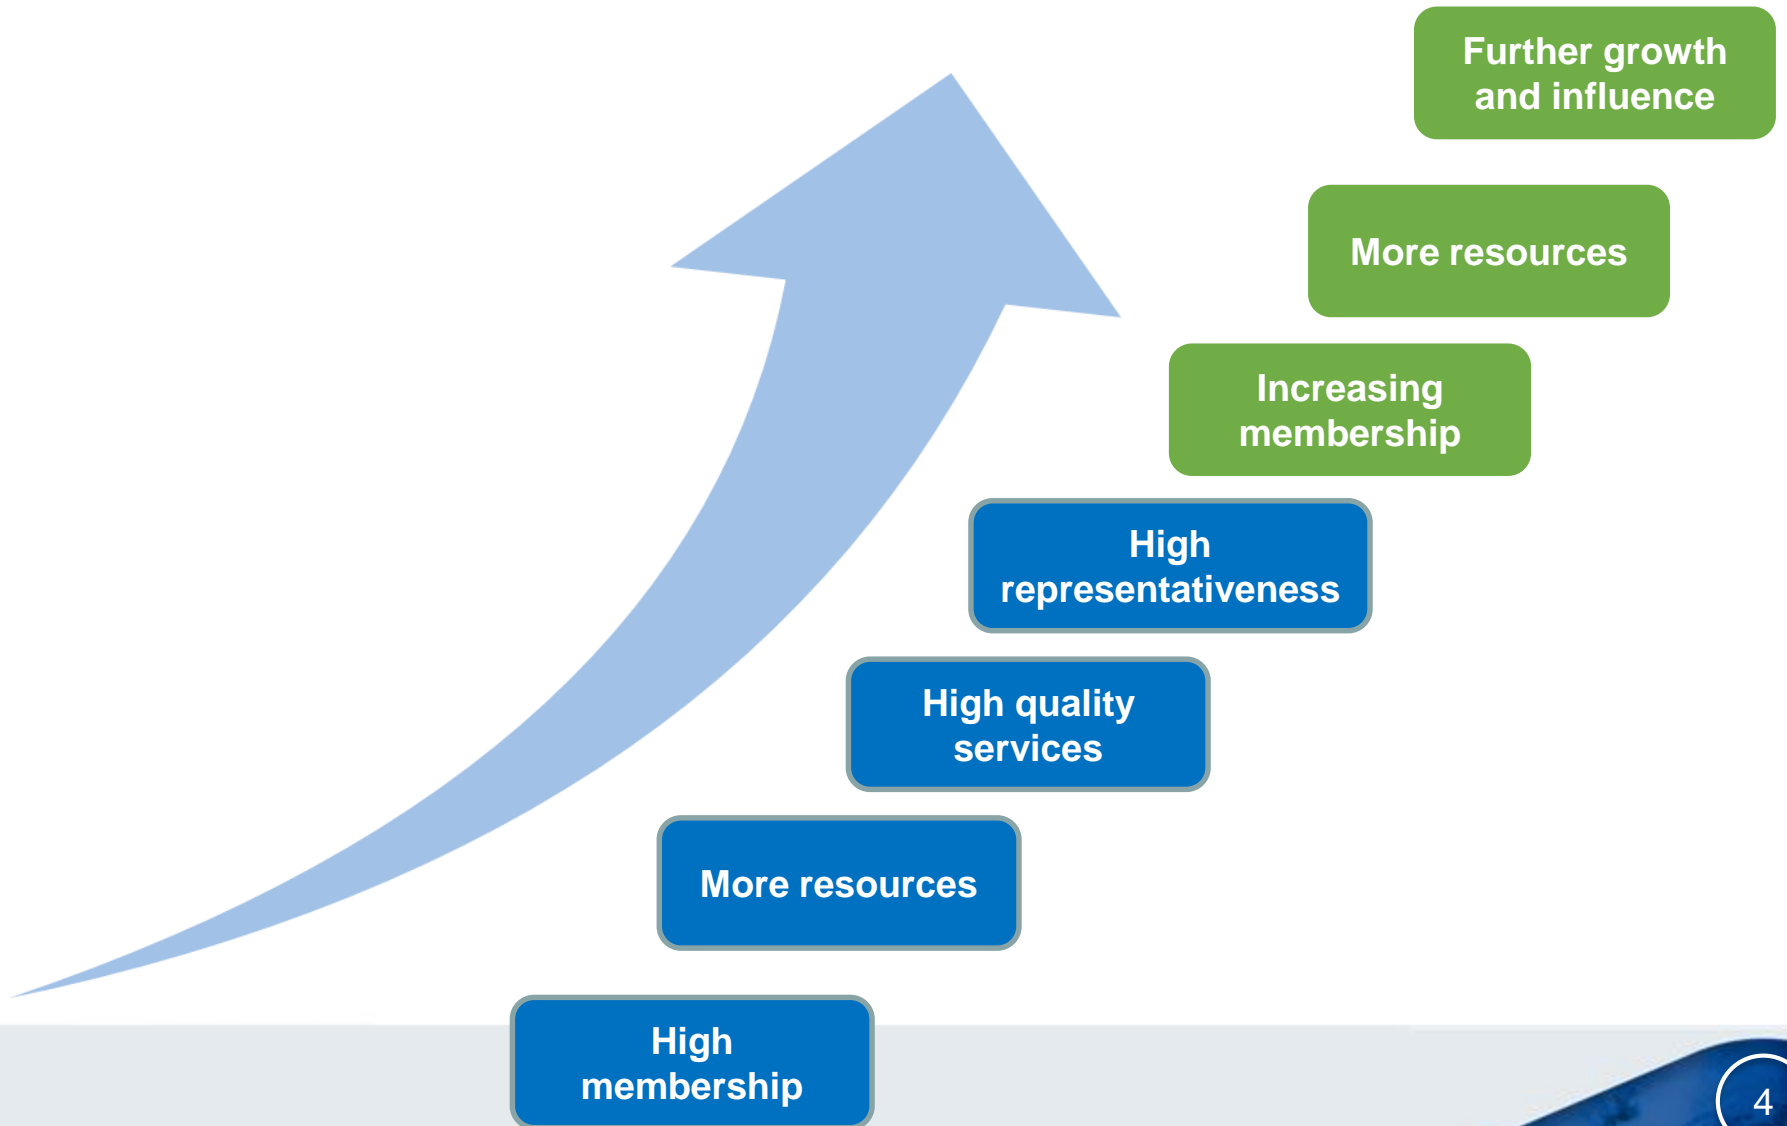 Further growth
and influence
More resources
Increasing
membership
High
representativeness
High quality
services
More resources
High
membership
4